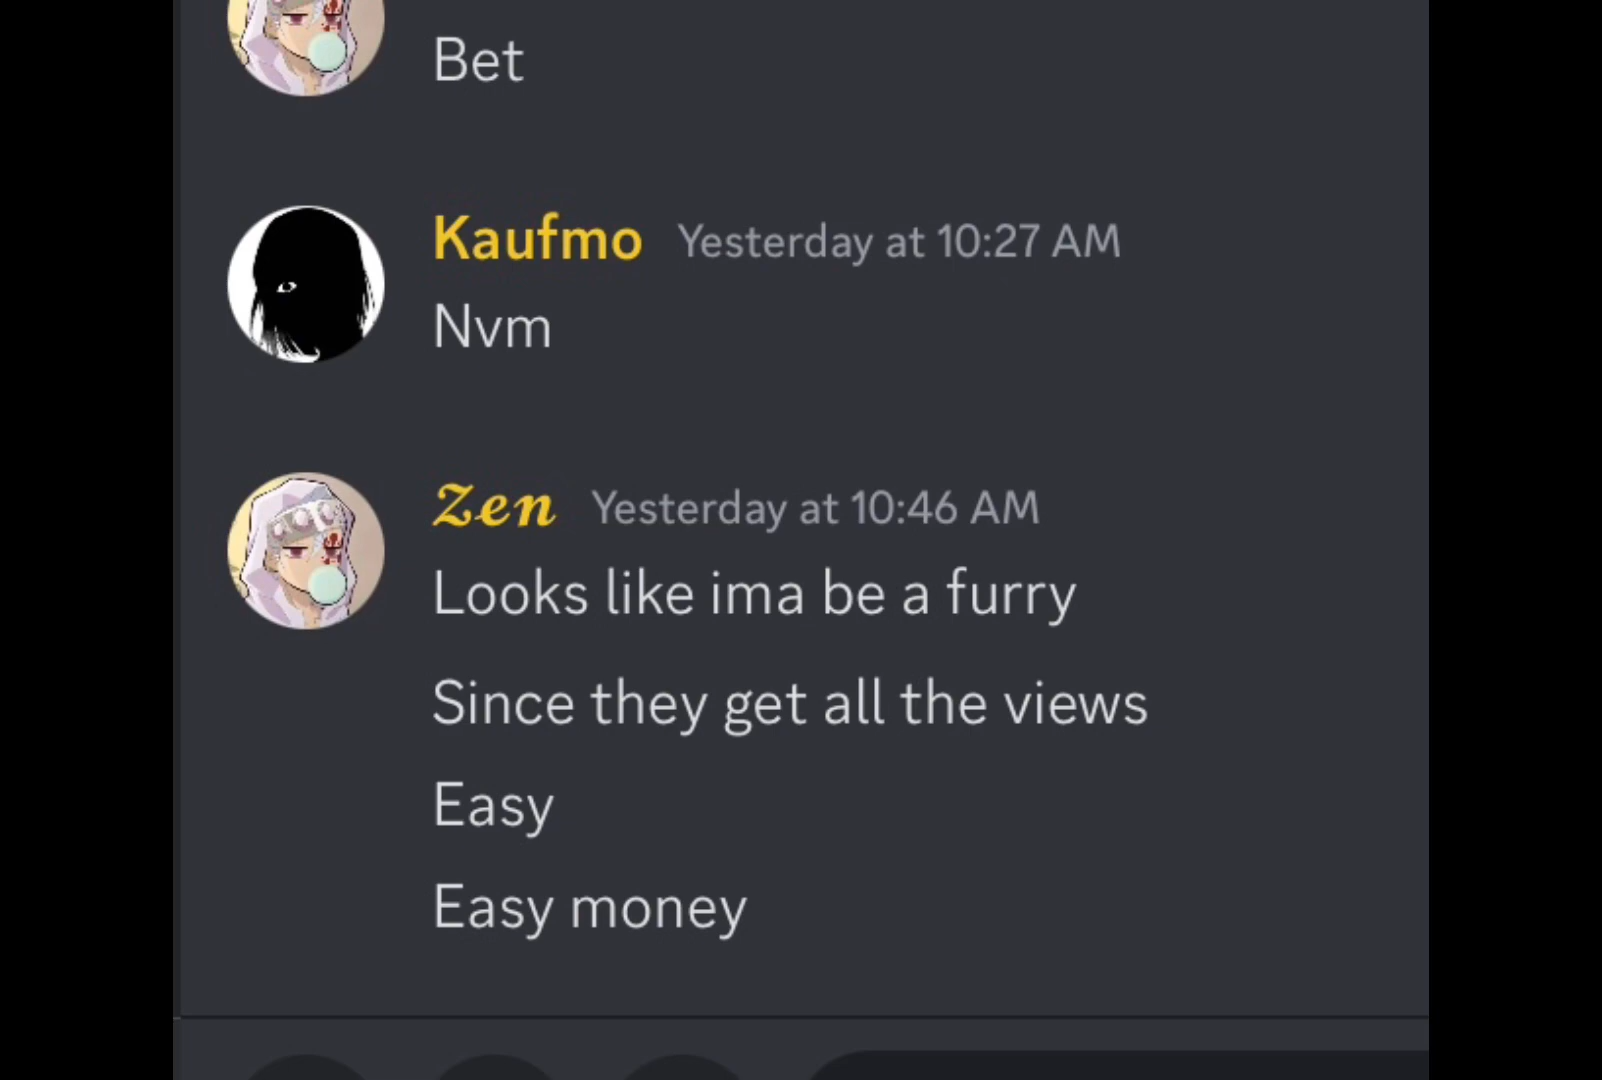 Bet
Kaufmo Yesterday at 10:27 AM
Nvm
Zen Yesterday at 10:46 AM
Looks like ima be a furry
Since they get all the views
Easy
Easy money